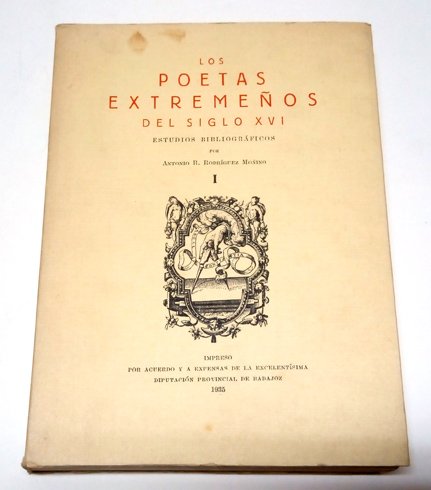 LOS
POETAS
EXTREMEÑOS
DEL SIGLO XVI
ESTUDIOS BIBLIOGRÁFICOS
POR
ANTONIO R. RODRÍGUEZ MOÑINO
I
IMPRESO
POR ACUERDO Y A EXPENSAS DE LA EXCELENTÍSIMA
DIPUTACIÓN PROVINCIAL DE BADAJOZ
1935